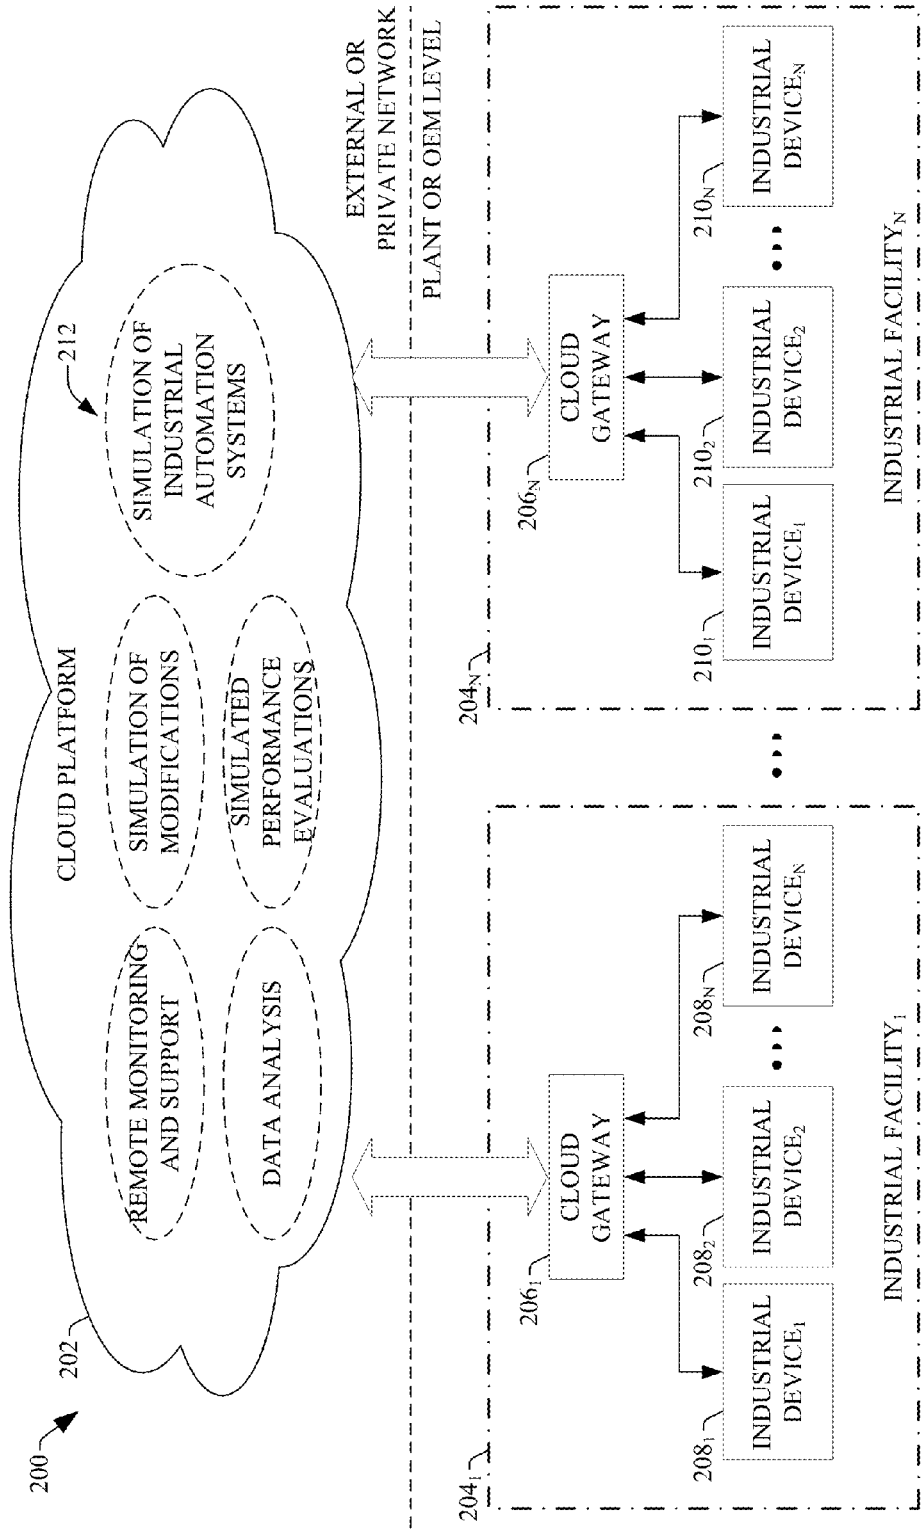 200
202
CLOUD PLATFORM
212
REMOTE MONITORING
AND SUPPORT
SIMULATION OF
MODIFICATIONS
SIMULATION OF
INDUSTRIAL
AUTOMATION
SYSTEMS
DATA ANALYSIS
SIMULATED
PERFORMANCE
EVALUATIONS
EXTERNAL OR
PRIVATE NETWORK
PLANT OR OEM LEVEL
204₁
206₁
CLOUD
GATEWAY
208₁
INDUSTRIAL
DEVICE₁
208₂
INDUSTRIAL
DEVICE₂
208N
INDUSTRIAL
DEVICEN
INDUSTRIAL FACILITY₁
204N
206N
CLOUD
GATEWAY
210₁
INDUSTRIAL
DEVICE₁
210₂
INDUSTRIAL
DEVICE₂
210N
INDUSTRIAL
DEVICEN
INDUSTRIAL FACILITYN